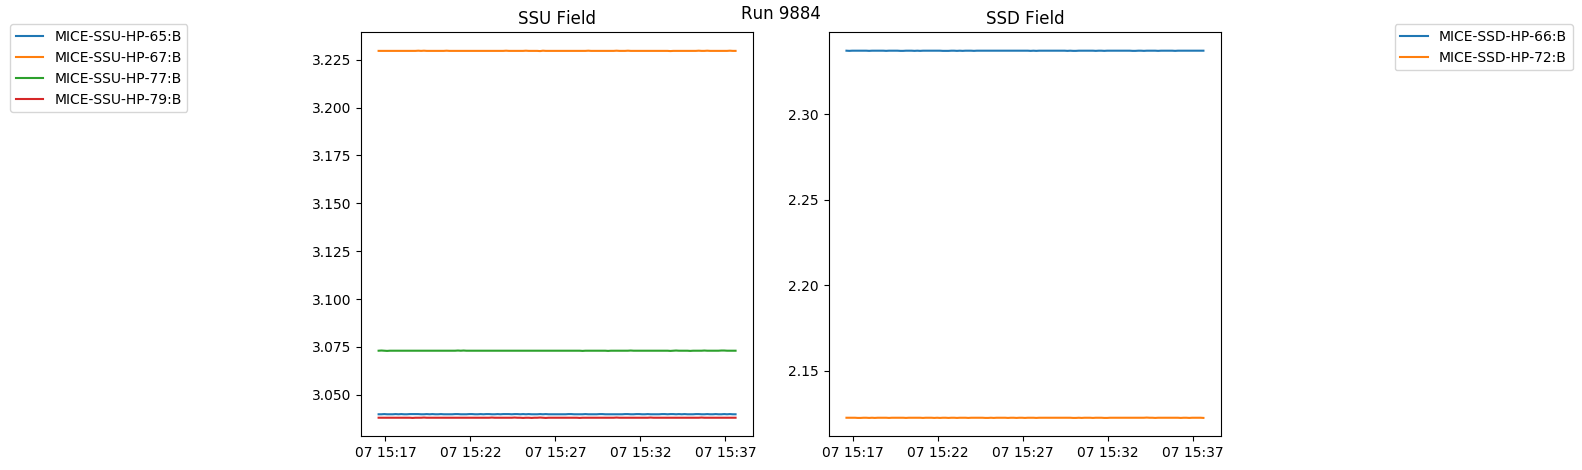 Run 9884
SSU Field
SSD Field
MICE-SSU-HP-65:B
MICE-SSU-HP-67:B
MICE-SSU-HP-77:B
MICE-SSU-HP-79:B
MICE-SSD-HP-66:B
MICE-SSD-HP-72:B
3.225
3.200
3.175
3.150
3.125
3.100
3.075
3.050
07 15:17 07 15:22 07 15:27 07 15:32 07 15:37
2.30
2.25
2.20
2.15
07 15:17 07 15:22 07 15:27 07 15:32 07 15:37